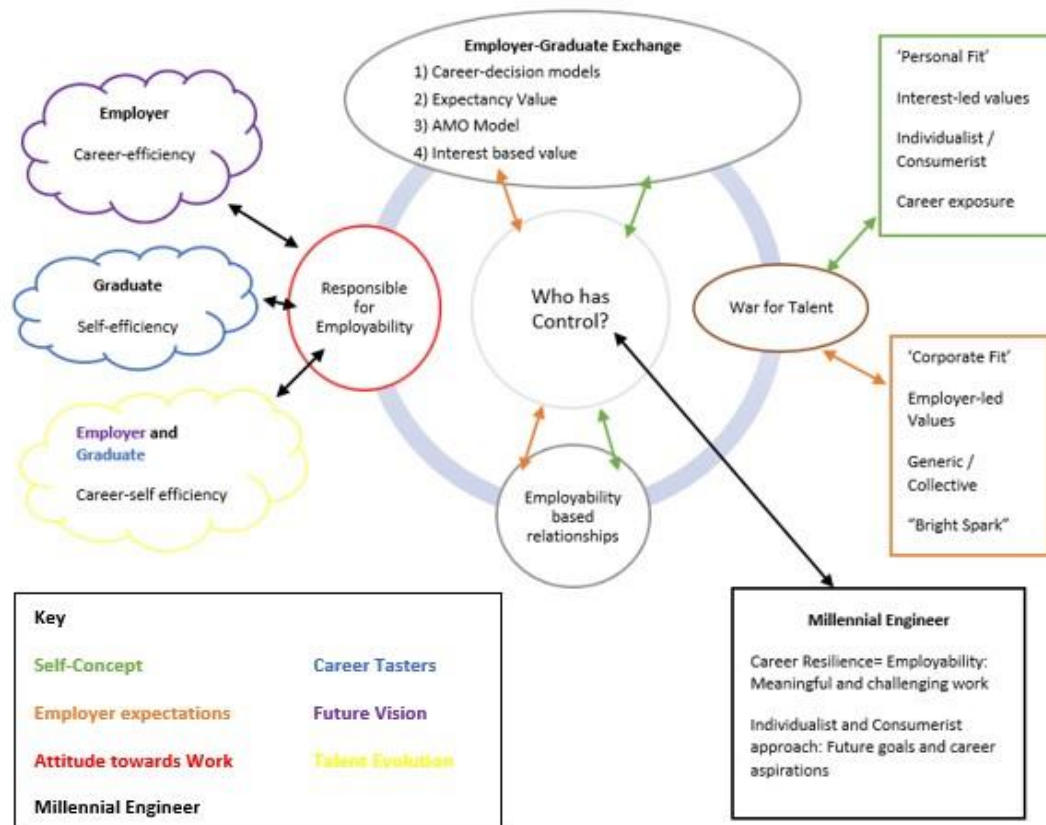 Employer-Graduate Exchange
1) Career-decision models
2) Expectancy Value
3) AMO Model
4) Interest based value
Employer
Career-efficiency
Graduate
Self-efficiency
Employer and
Graduate
Career-self efficiency
Responsible
for
Employability
Who has
Control?
Employability
based
relationships
War for Talent
'Personal Fit'
Interest-led values
Individualist /
Consumerist
Career exposure
'Corporate Fit'
Employer-led
Values
Generic /
Collective
"Bright Spark"
Key
Self-Concept
Career Tasters
Employer expectations
Future Vision
Attitude towards Work
Talent Evolution
Millennial Engineer
Millennial Engineer
Career Resilience= Employability:
Meaningful and challenging work
Individualist and Consumerist
approach: Future goals and career
aspirations